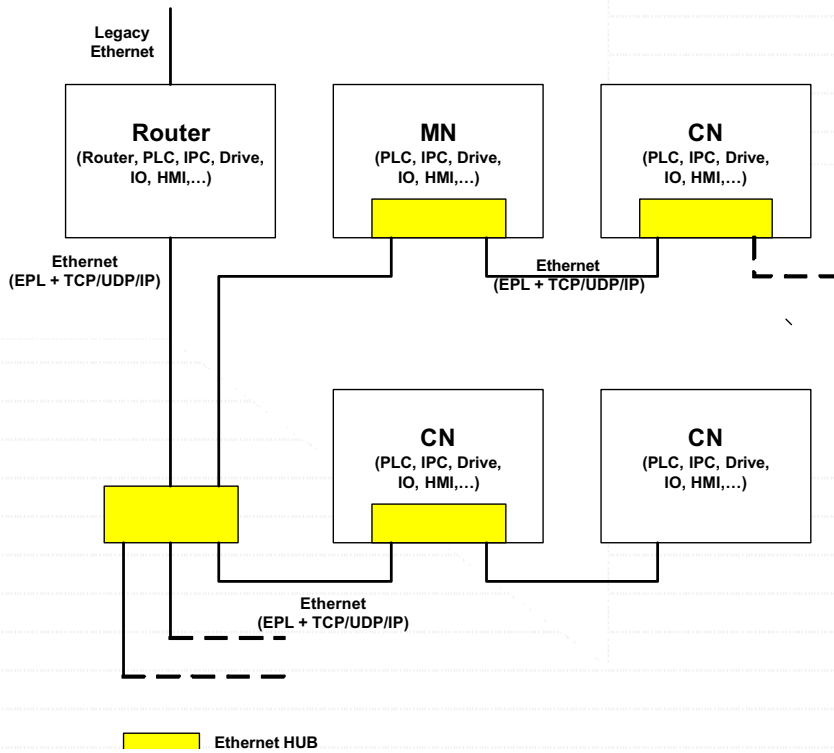 Legacy
Ethernet
Router
(Router, PLC, IPC, Drive,
IO, HMI,...)
MN
(PLC, IPC, Drive,
IO, HMI,...)
CN
(PLC, IPC, Drive,
IO, HMI,...)
Ethernet
(EPL + TCP/UDP/IP)
Ethernet
(EPL + TCP/UDP/IP)
CN
(PLC, IPC, Drive,
IO, HMI,...)
CN
(PLC, IPC, Drive,
IO, HMI,...)
Ethernet
(EPL + TCP/UDP/IP)
Ethernet HUB